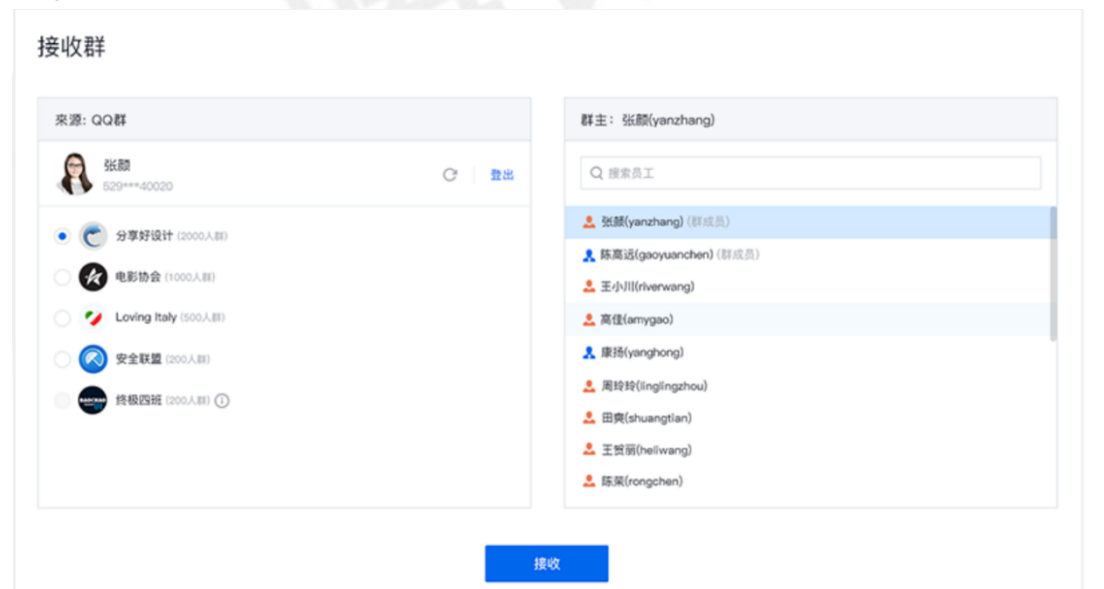 接收群
来源: QQ群
张颜
529***40020
登出
分享好设计 (2000人群)
电影协会 (1000人群)
Loving Italy (500人群)
安全联盟 (200人群)
终极四班 (200人群)
群主: 张颜(yanzhang)
搜索员工
张颜(yanzhang) (群成员)
陈高远(gaoyuanchen) (群成员)
王小川(riverwang)
高佳(amygao)
康扬(yanghong)
周玲玲(linglingzhou)
田爽(shuangtian)
王贺丽(heliwang)
陈荣(rongchen)
接收